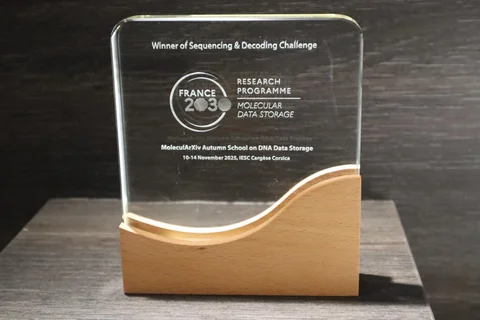 Winner of Sequencing & Decoding Challenge
FRANCE
2030
RESEARCH
PROGRAMME
MOLECULAR
DATA STORAGE
MoleculArXiv Autumn School on DNA Data Storage
10-14 November 2025, IESC Cargèse Corsica